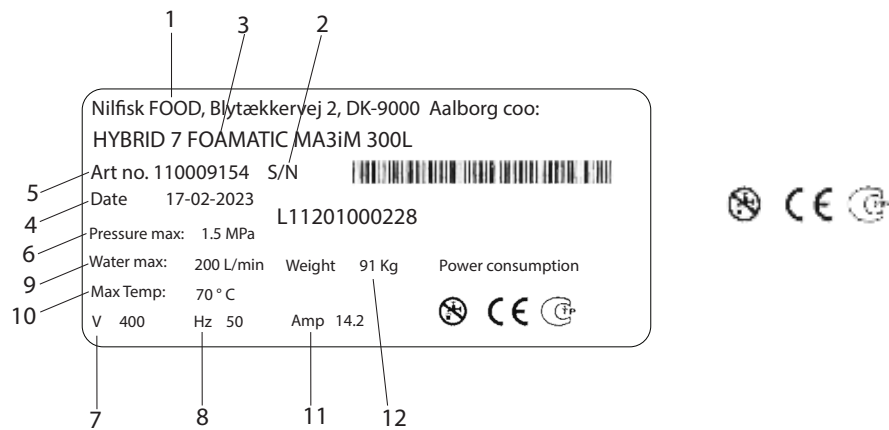 1 3 2
Nilfisk FOOD, Blytækkervej 2, DK-9000 Aalborg coo:
HYBRID 7 FOAMATIC MA3iM 300L
5 Art no. 110009154 S/N
4 Date 17-02-2023
L11201000228
6 Pressure max: 1.5 MPa
9 Water max: 200 L/min Weight 91 Kg Power consumption
10 Max Temp: 70 ° C
V 400 Hz 50 Amp 14.2 CE
CE
7 8 11 12